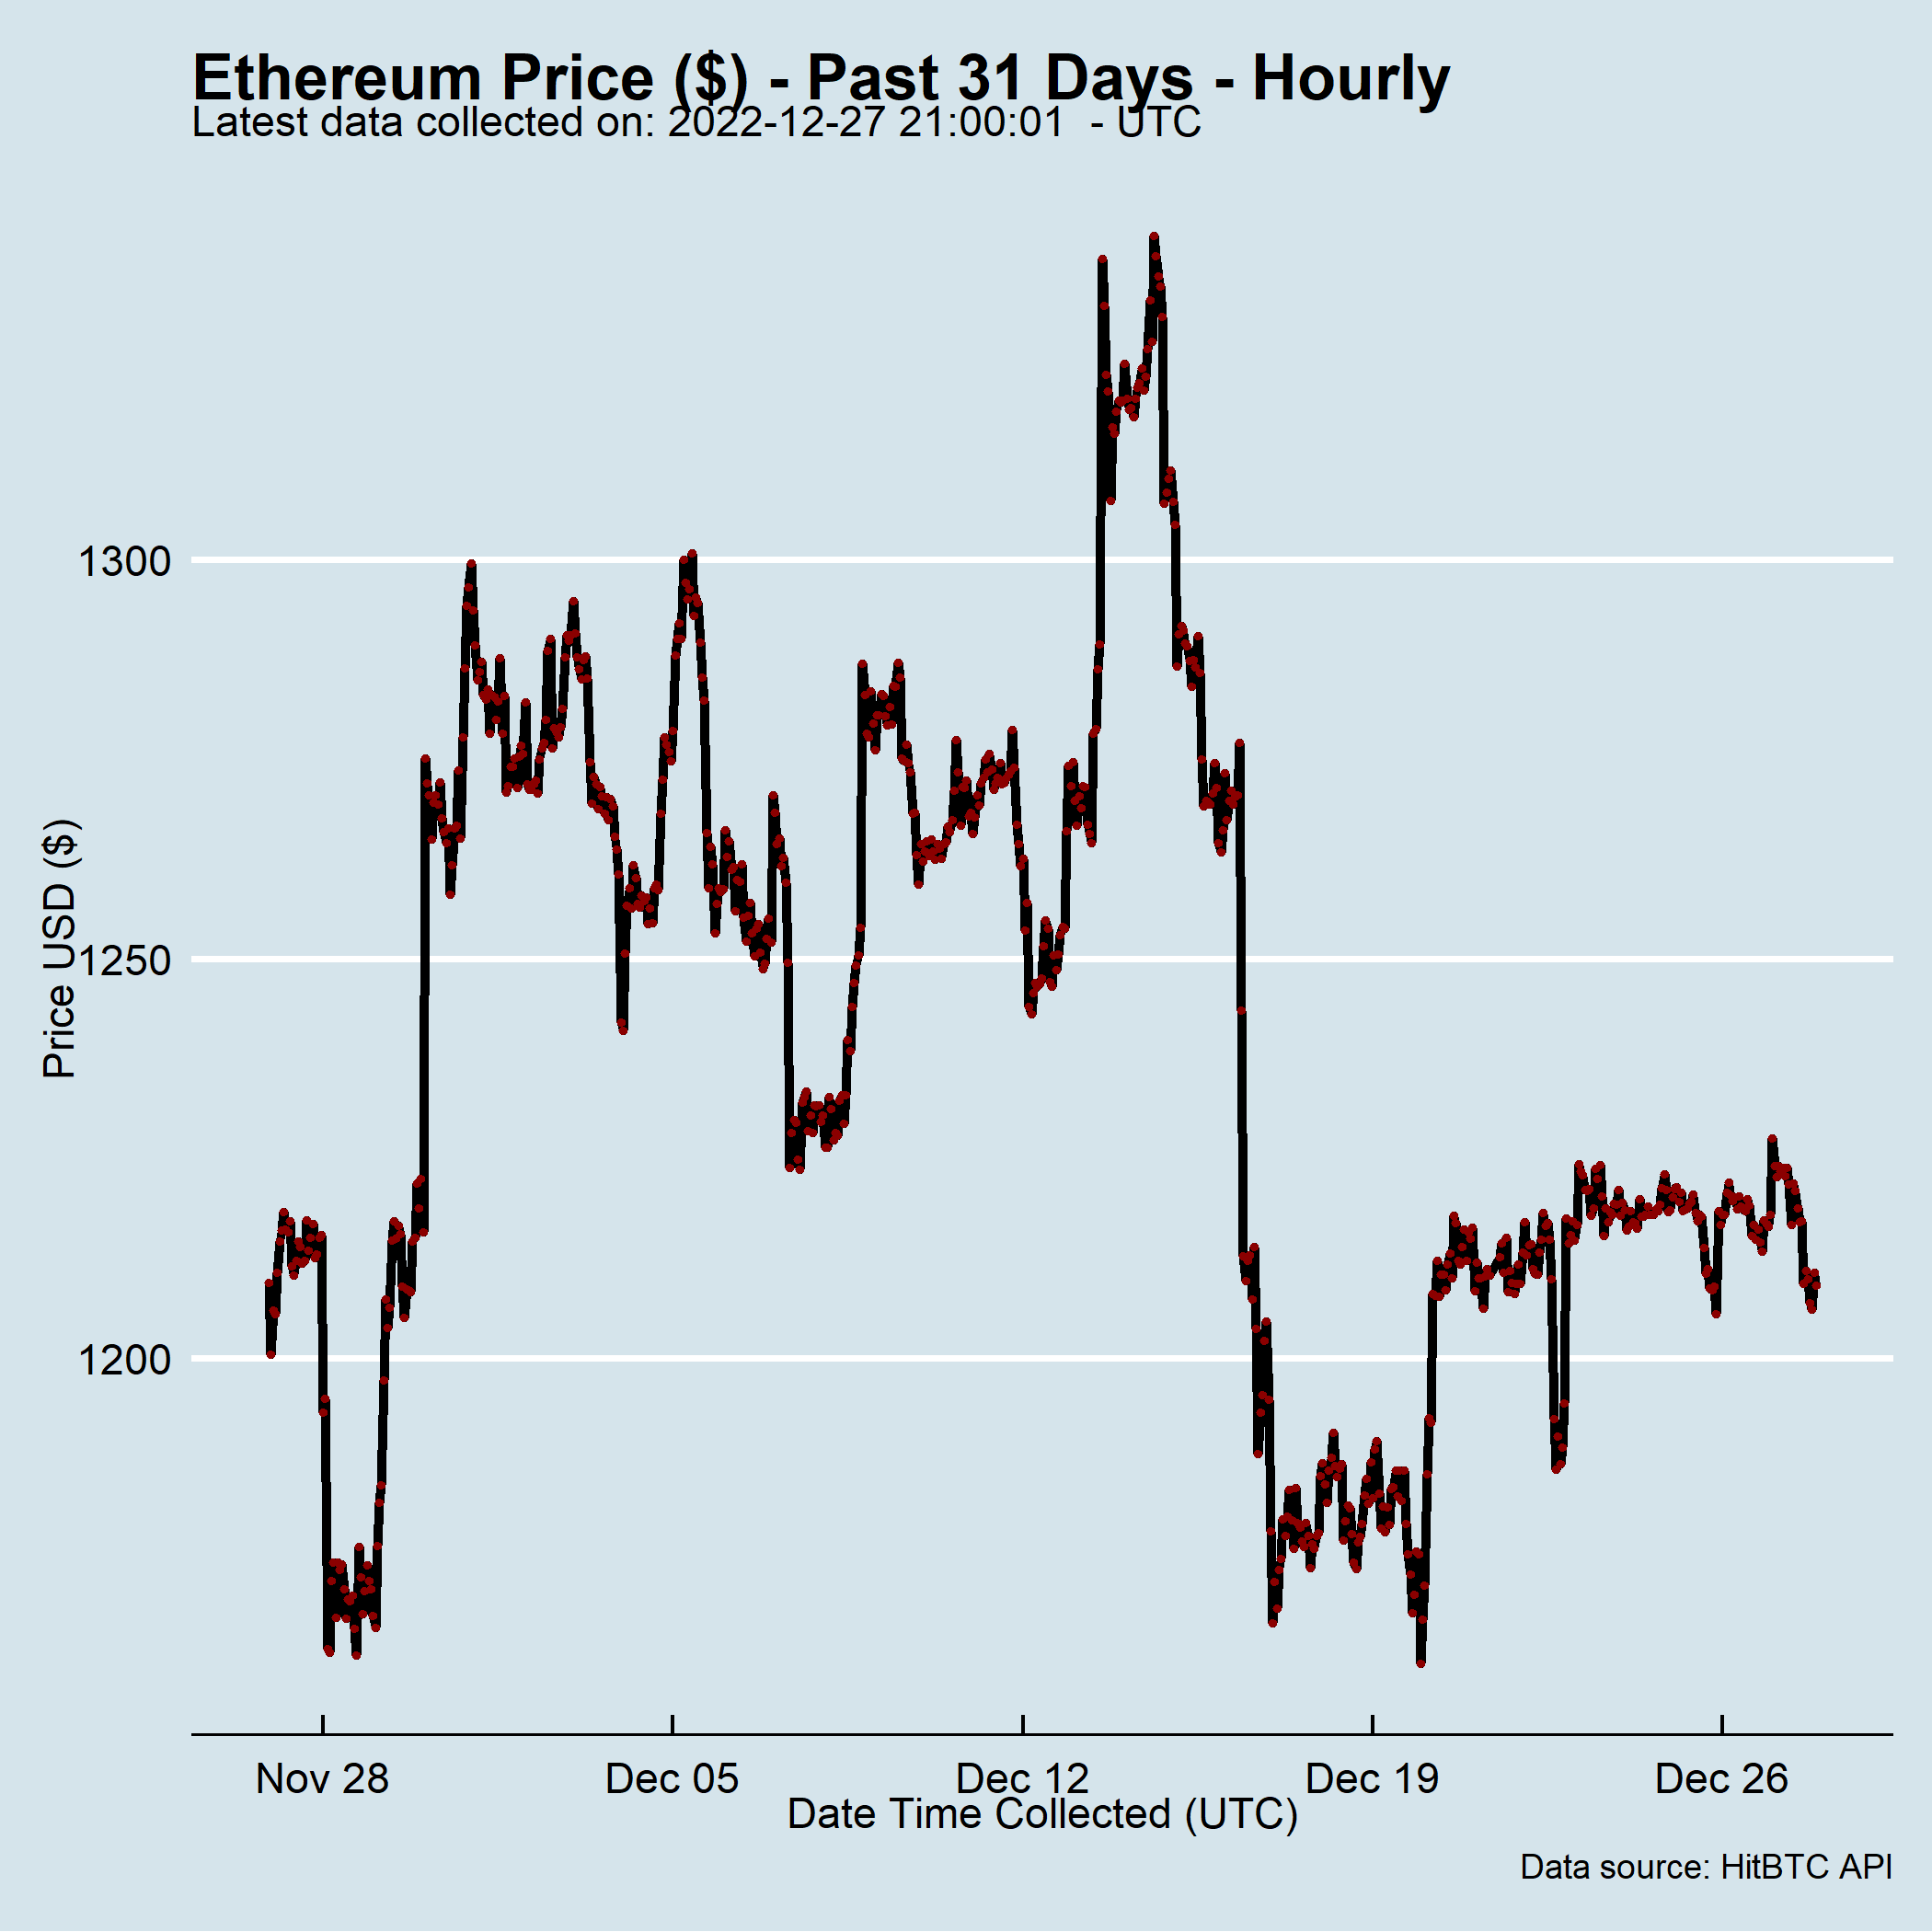 Ethereum Price ($) - Past 31 Days - Hourly
Latest data collected on: 2022-12-27 21:00:01  - UTC
Price USD ($)
1300
1250
1200
Nov 28
Dec 05
Dec 12
Dec 19
Dec 26
Date Time Collected (UTC)
Data source: HitBTC API